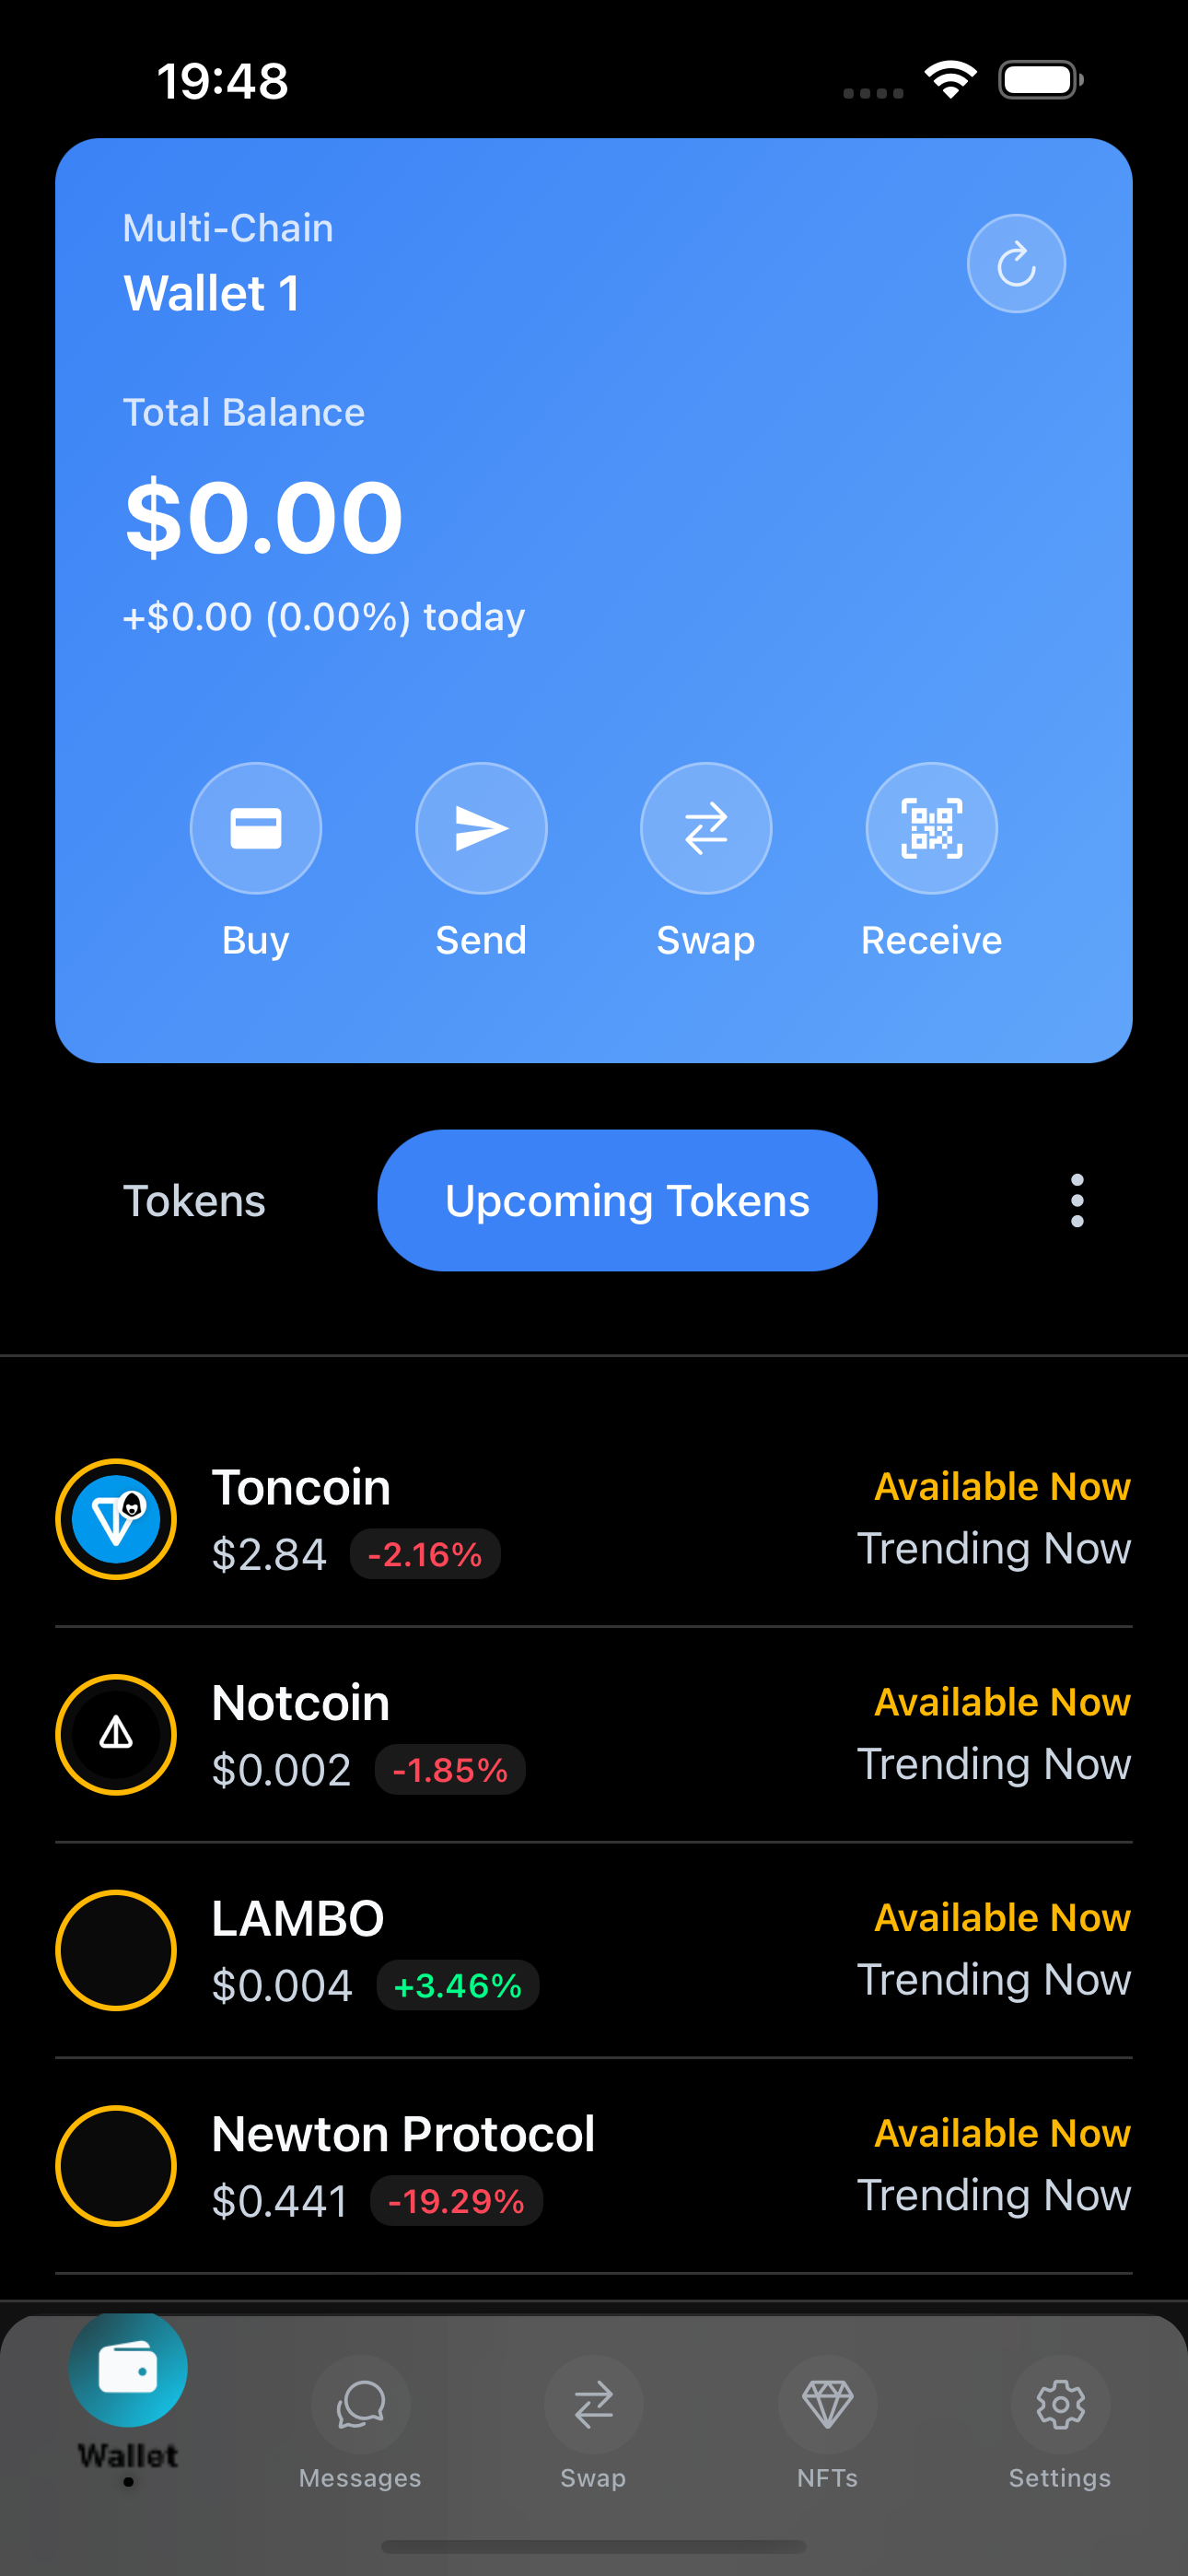 19:48
Multi-Chain
Wallet 1
Total Balance
$0.00
+$0.00 (0.00%) today
Buy
Send
Swap
Receive
Tokens
Upcoming Tokens
Toncoin
Available Now
$2.84
-2.16%
Trending Now
Notcoin
Available Now
$0.002
-1.85%
Trending Now
LAMBO
Available Now
$0.004
+3.46%
Trending Now
Newton Protocol
Available Now
$0.441
-19.29%
Trending Now
Wallet
Messages
Swap
NFTs
Settings